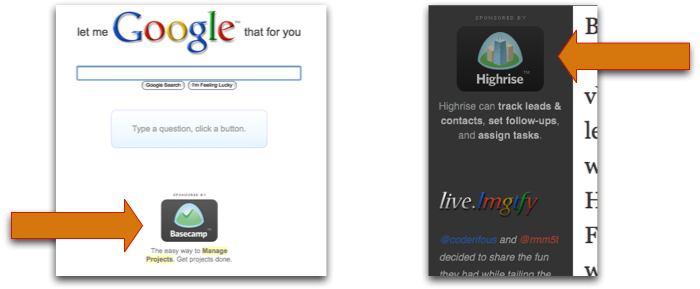 let me Google™ that for you
Google Search I'm Feeling Lucky
Type a question, click a button.
SPONSORED BY
Basecamp™
The easy way to Manage
Projects. Get projects done.
SPONSORED BY
Highrise™
Highrise can track leads &
contacts, set follow-ups,
and assign tasks.
live.lmgtfy
@coderifous and @rmm5t
decided to share the fun
they had while tailing the
B
v
le
w
H
F
w